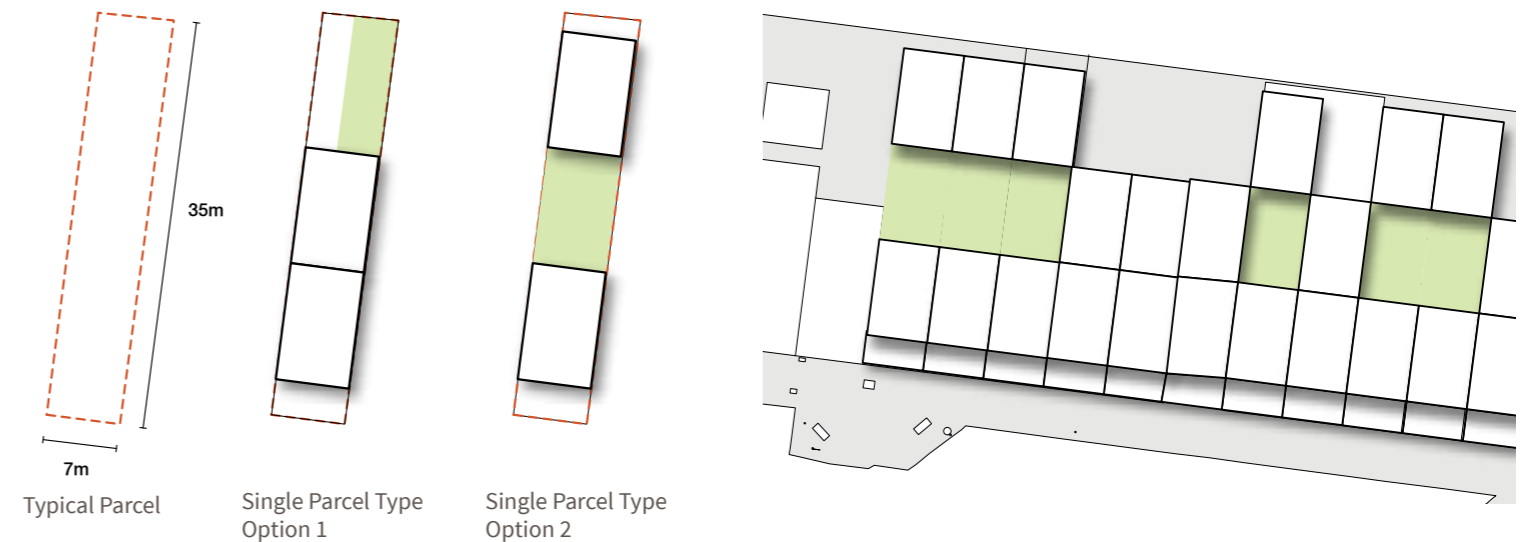 35m
7m
Typical Parcel
Single Parcel Type
Option 1
Single Parcel Type
Option 2